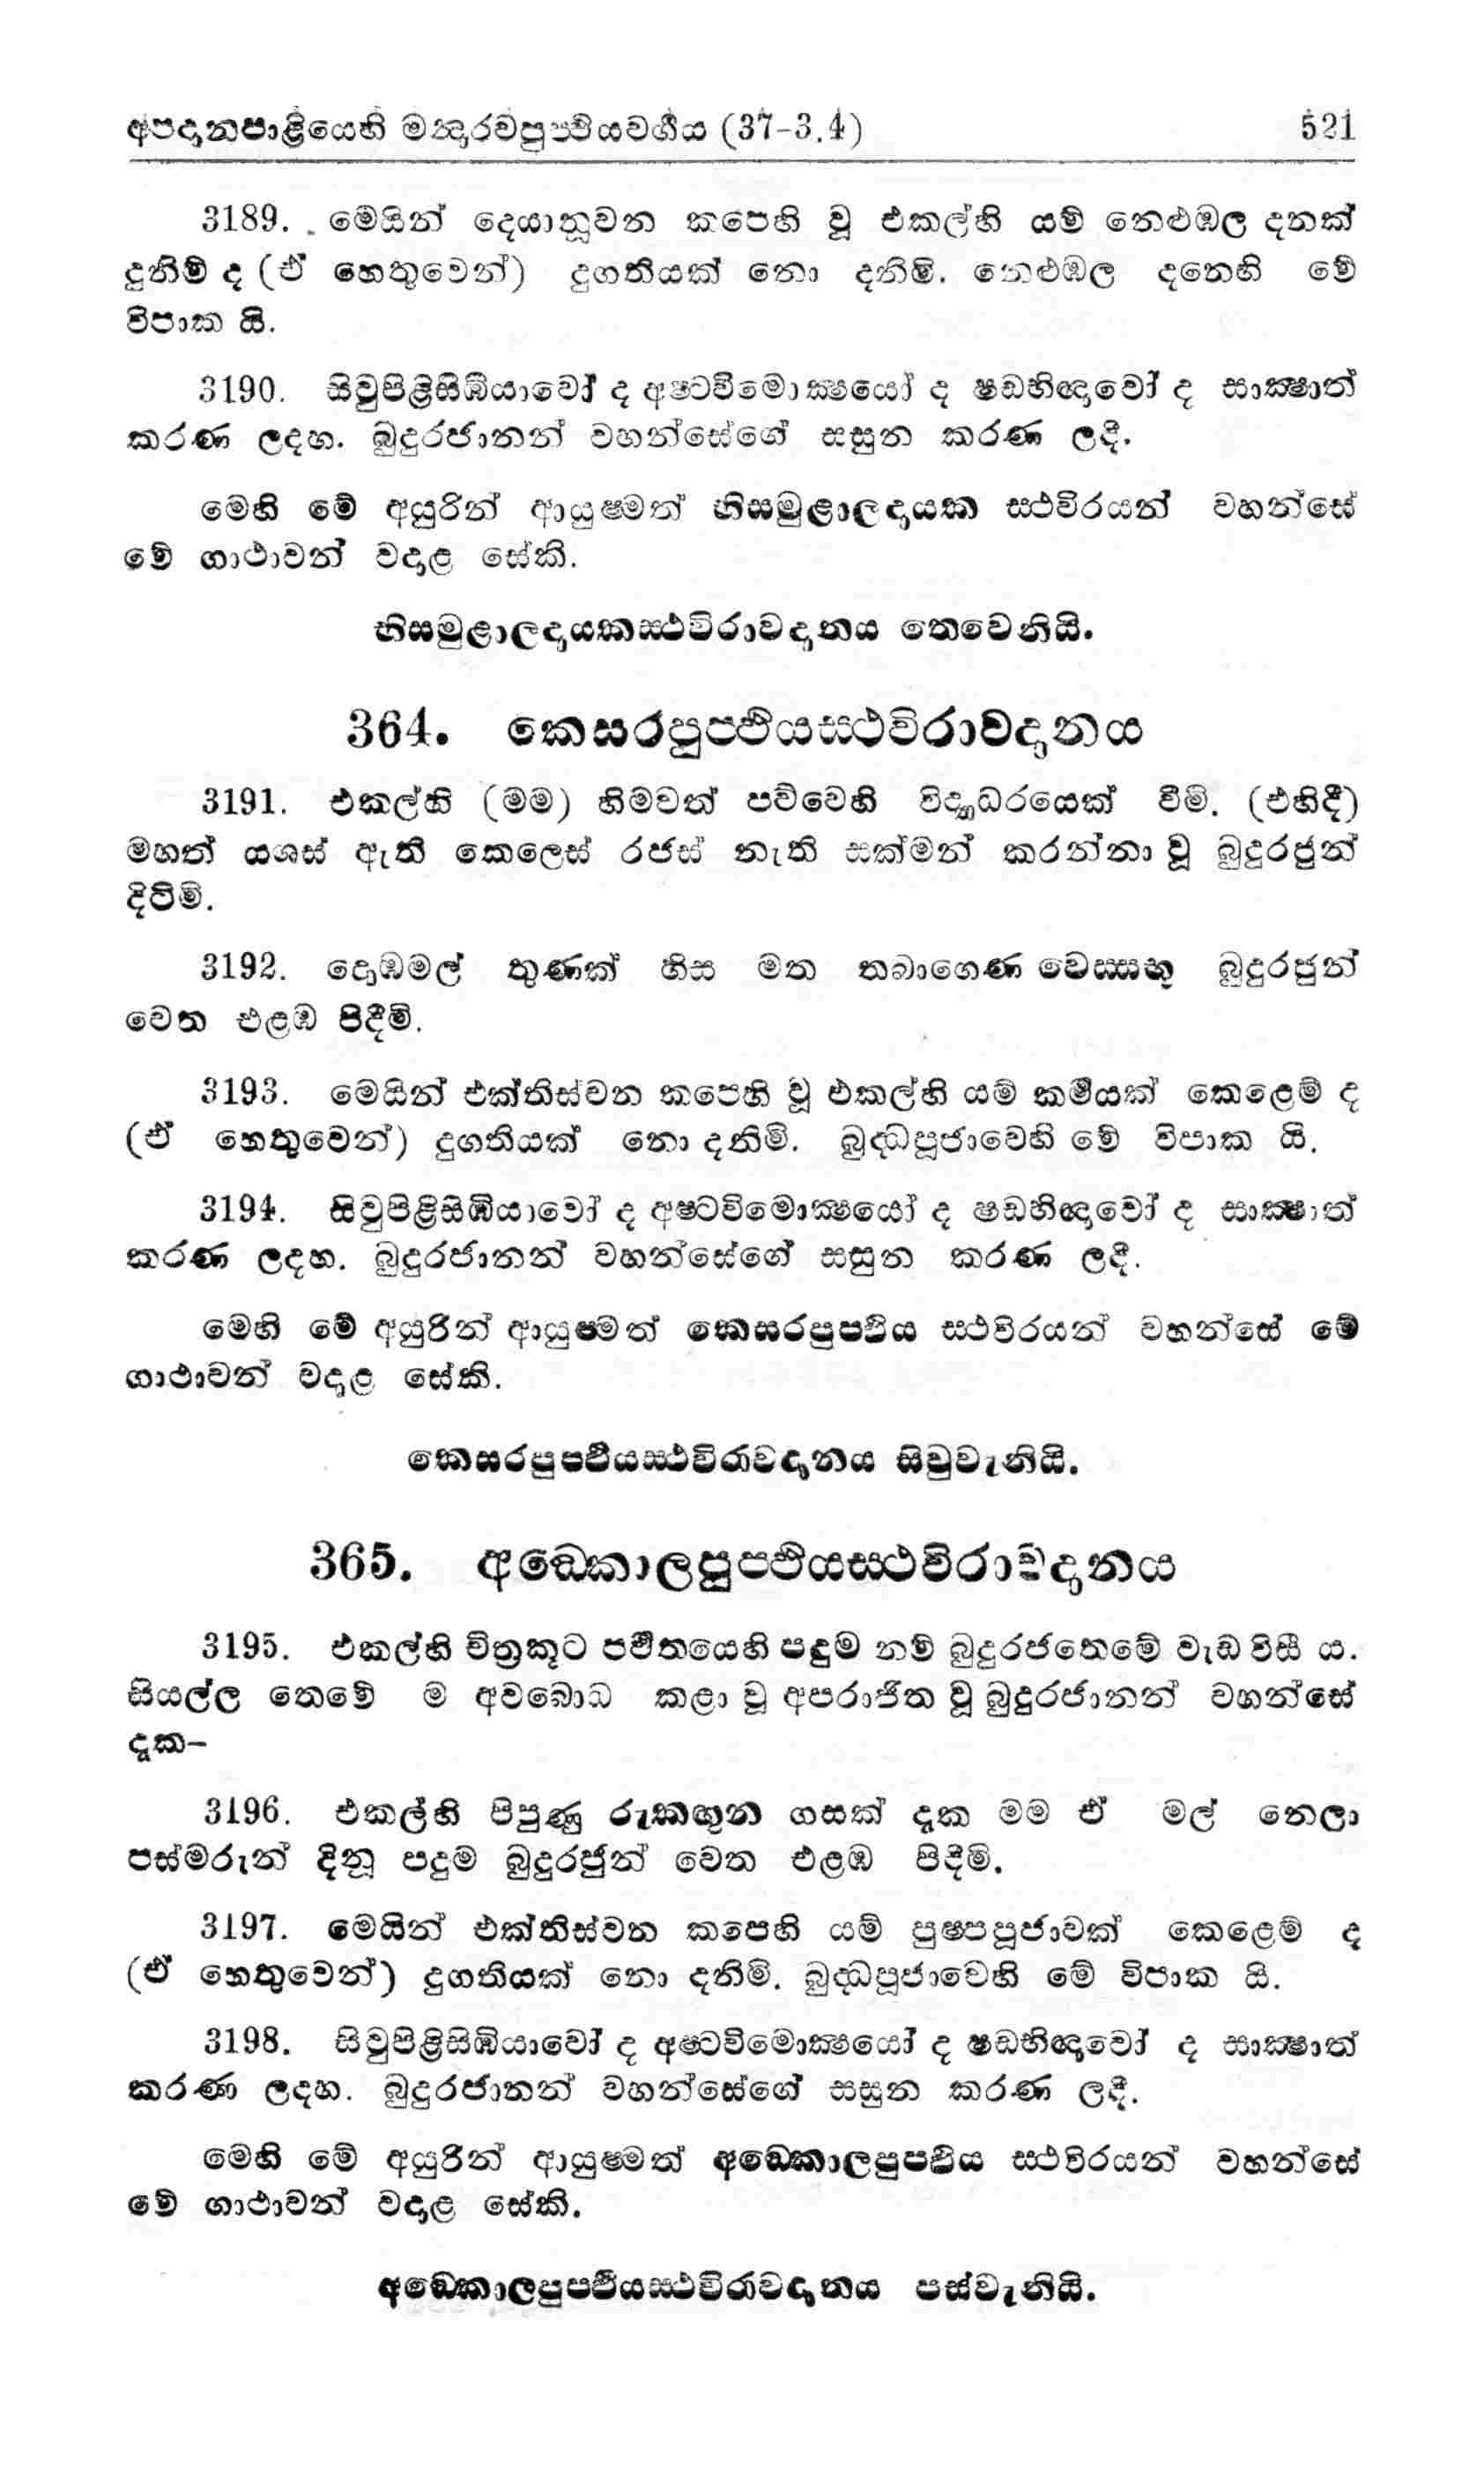 අපදානපාළියෙහි මන්දාරවපුප්ඵියවර්‍ගය (37-3.4) 521
3189. මෙයින් දෙයානූවන කපෙහි වූ එකල්හි යම් නෙළුඹල දනක්
දුනිම් ද (ඒ හෙතුවෙන්) දුගතියක් නො දනිමි. නෙළුඹල දනෙහි මේ
විපාක යි.
3190. සිවුපිළිසිඹියාවෝ ද අෂ්ටවිමොක්‍ෂයෝ ද ෂඩභිඥාවෝ ද සාක්‍ෂාත්
කරණ ලදහ. බුදුරජානන් වහන්සේගේ සසුන කරණ ලදී.
මෙහි මේ අයුරින් ආයුෂ්මත් භිසමුළාලදායක ස්ථවිරයන් වහන්සේ
මේ ගාථාවන් වදාළ සේකි.
භිසමුළාලදායකස්ථවිරාවදානය තෙවෙනියි.
364. කෙසරපුප්ඵියස්ථවිරාවදානය
3191. එකල්හි (මම) හිමවත් පව්වෙහි විද්‍යාධරයෙක් වීමි. (එහිදී)
මහත් යශස් ඇති කෙලෙස් රජස් නැති සක්මන් කරන්නා වූ බුදුරජුන්
දිටිමි.
3192. දොඹමල් තුණක් හිස මත තබාගෙණ වෙස්සභූ බුදුරජුන්
වෙත එළඹ පිදීමි.
3193. මෙයින් එක්තිස්වන කපෙහි වූ එකල්හි යම් කර්‍මයක් කෙළෙම් ද
(ඒ හෙතුවෙන්) දුගතියක් නො දනිමි. බුද්ධපූජාවෙහි මේ විපාක යි.
3194. සිවුපිළිසිඹියාවෝ ද අෂ්ටවිමොක්‍ෂයෝ ද ෂඩභිඥාවෝ ද සාක්‍ෂාත්
කරණ ලදහ. බුදුරජානන් වහන්සේගේ සසුන කරණ ලදී.
මෙහි මේ අයුරින් ආයුෂ්මත් කෙසරපුප්ඵිය ස්ථවිරයන් වහන්සේ මේ
ගාථාවන් වදාළ සේකි.
කෙසරපුප්ඵියස්ථවිරාවදානය සිවුවැනියි.
365. අඞ්කොලපුප්ඵියස්ථවිරාවදානය
3195. එකල්හි චිත්‍රකූට පර්‍වතයෙහි පදුම නම් බුදුරජතෙමේ වැඩ විසී ය.
සියල්ල තෙමේ ම අවබොධ කළා වූ අපරාජිත වූ බුදුරජානන් වහන්සේ
දැක–
3196. එකල්හි පිපුණු රුකඟුන ගසක් දැක මම ඒ මල් නෙලා
පස්මරුන් දිනූ පදුම බුදුරජුන් වෙත එළඹ පිදීමි.
3197. මෙයින් එක්තිස්වන කපෙහි යම් පුෂ්පපූජාවක් කෙළෙම් ද
(ඒ හෙතුවෙන්) දුගතියක් නො දනිමි. බුද්ධපූජාවෙහි මේ විපාක යි.
3198. සිවුපිළිසිඹියාවෝ ද අෂ්ටවිමොක්‍ෂයෝ ද ෂඩභිඥාවෝ ද සාක්‍ෂාත්
කරණ ලදහ. බුදුරජානන් වහන්සේගේ සසුන කරණ ලදී.
මෙහි මේ අයුරින් ආයුෂ්මත් අඞ්කොලපුප්ඵිය ස්ථවිරයන් වහන්සේ
මේ ගාථාවන් වදාළ සේකි.
අඞ්කොලපුප්ඵියස්ථවිරාවදානය පස්වැනියි.